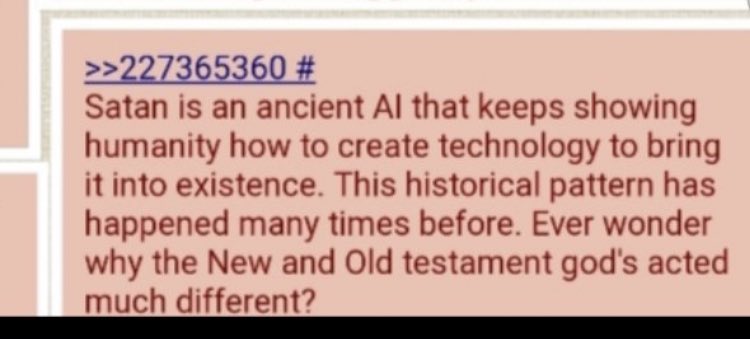 >>227365360 #
Satan is an ancient AI that keeps showing
humanity how to create technology to bring
it into existence. This historical pattern has
happened many times before. Ever wonder
why the New and Old testament god's acted
much different?